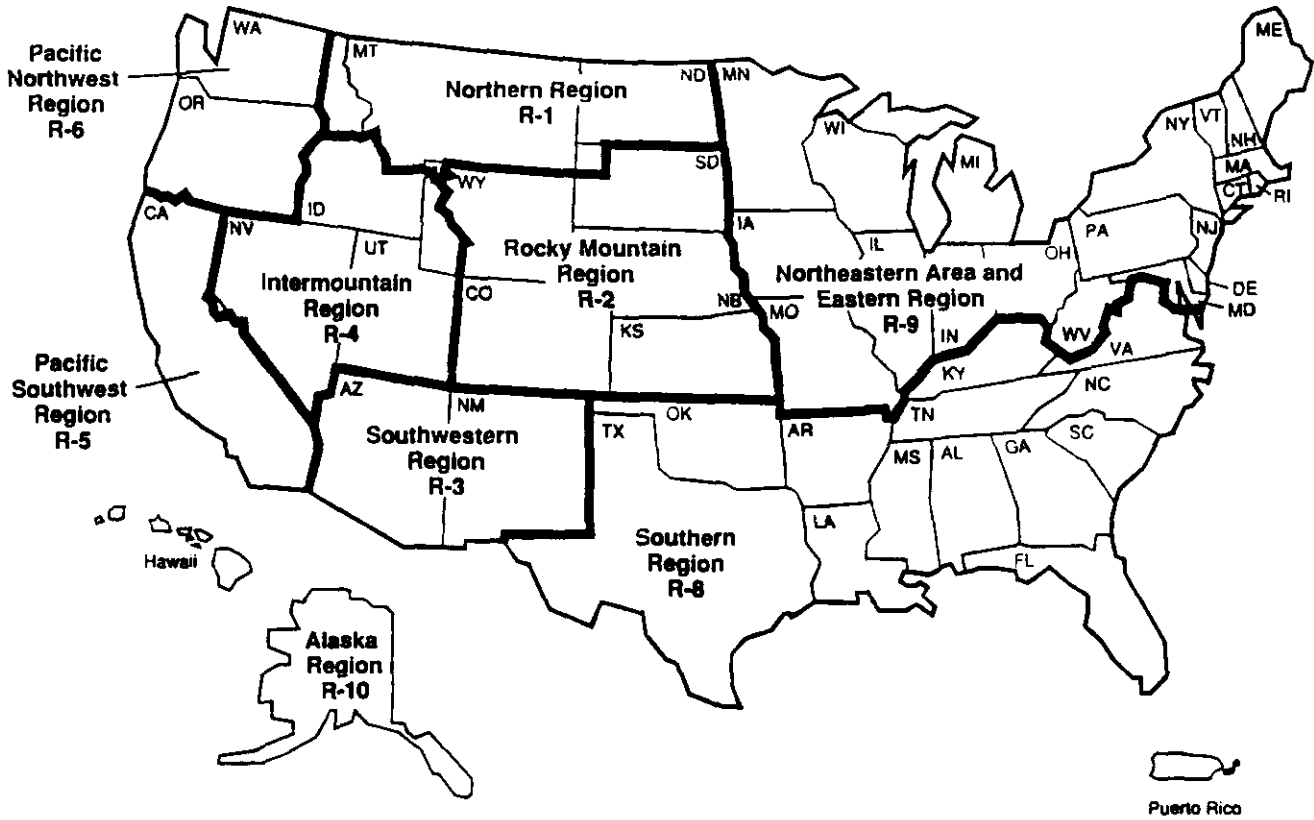 WA
Pacific
Northwest
Region
R-6
OR
MT
Northern Region
R-1
ND
MN
ME
WI
MI
NY
VT
NH
MA
CT
RI
SD
WY
CA
NV
ID
UT
IA
IL
OH
PA
NJ
DE
MD
Intermountain
Region
R-4
Rocky Mountain
Region
R-2
Northeastern Area and
Eastern Region
R-9
CO
NB
MO
KS
IN
WV
VA
KY
Pacific
Southwest
Region
R-5
AZ
NM
Southwestern
Region
R-3
TX
OK
AR
TN
NC
SC
MS
AL
GA
LA
FL
Southern
Region
R-8
Hawaii
Alaska
Region
R-10
Puerto Rico